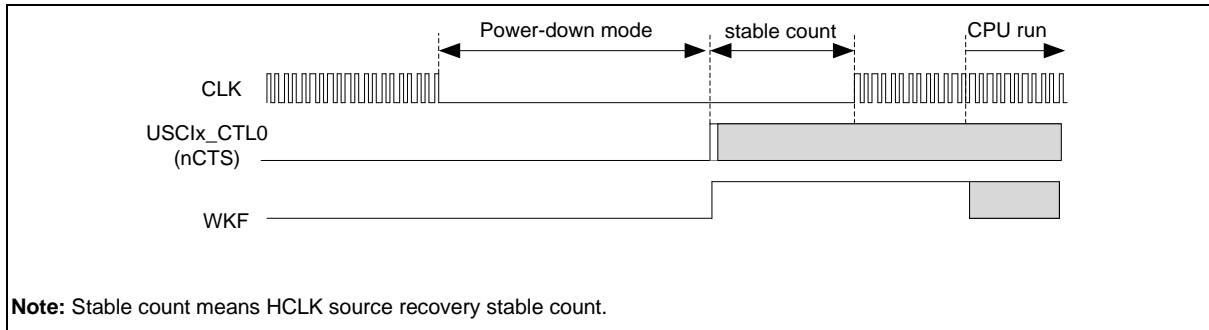 Power-down mode
stable count
CPU run
CLK
USCIx_CTL0
(nCTS)
WKF
Note: Stable count means HCLK source recovery stable count.